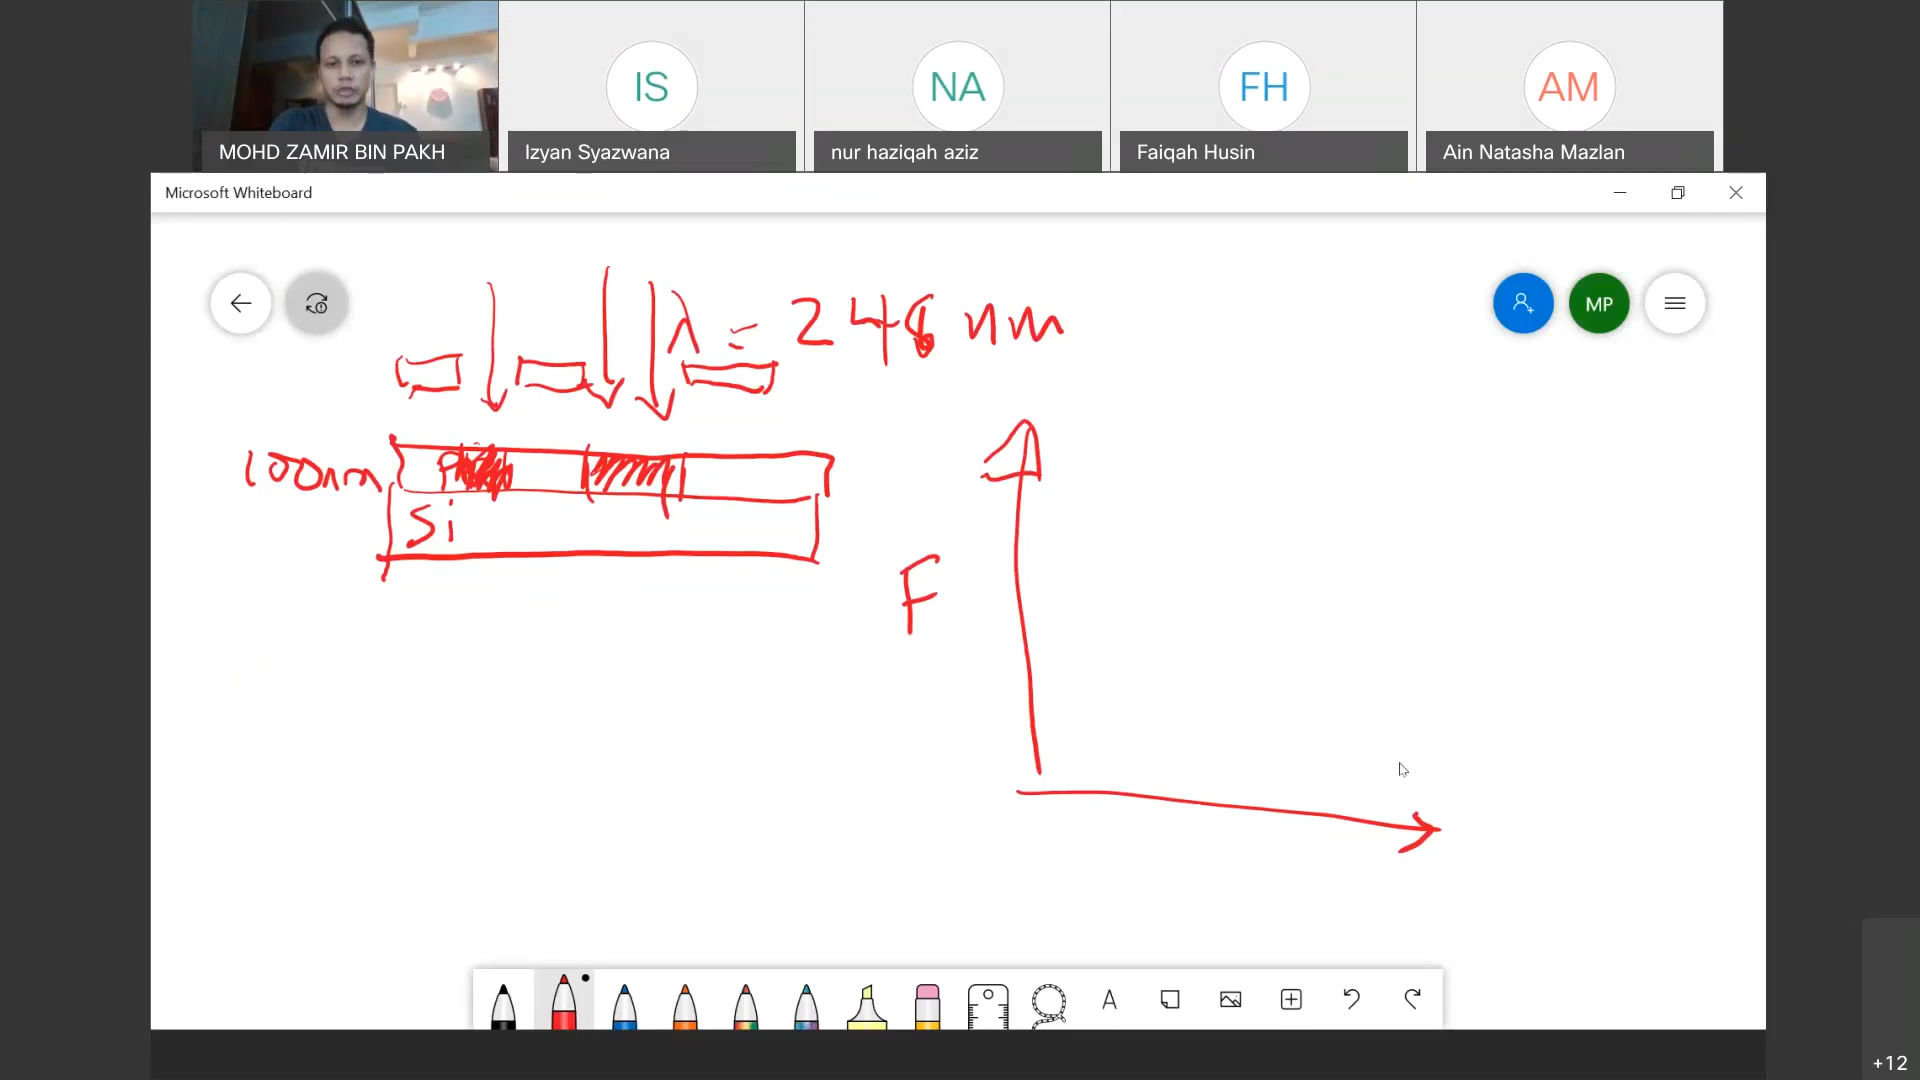 IS
NA
FH
AM
MOHD ZAMIR BIN PAKH
Izyan Syazwana
nur haziqah aziz
Faiqah Husin
Ain Natasha Mazlan
Microsoft Whiteboard
MP
λ = 248 nm
100nm
Si
F
A
+12